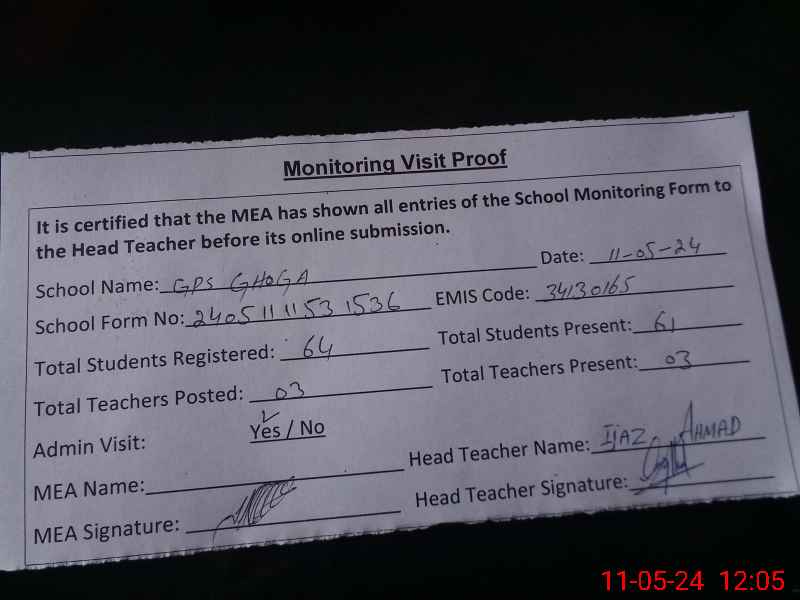 Monitoring Visit Proof
It is certified that the MEA has shown all entries of the School Monitoring Form to
the Head Teacher before its online submission.
School Name: GPS GHOGA Date: 11-05-24
School Form No: 2405111153 1536 EMIS Code: 34130165
Total Students Registered: 64 Total Students Present: 61
Total Teachers Posted: 03 Total Teachers Present: 03
Admin Visit: Yes / No
MEA Name: Head Teacher Name: IJAZ AHMAD
MEA Signature: Head Teacher Signature:
11-05-24 12:05